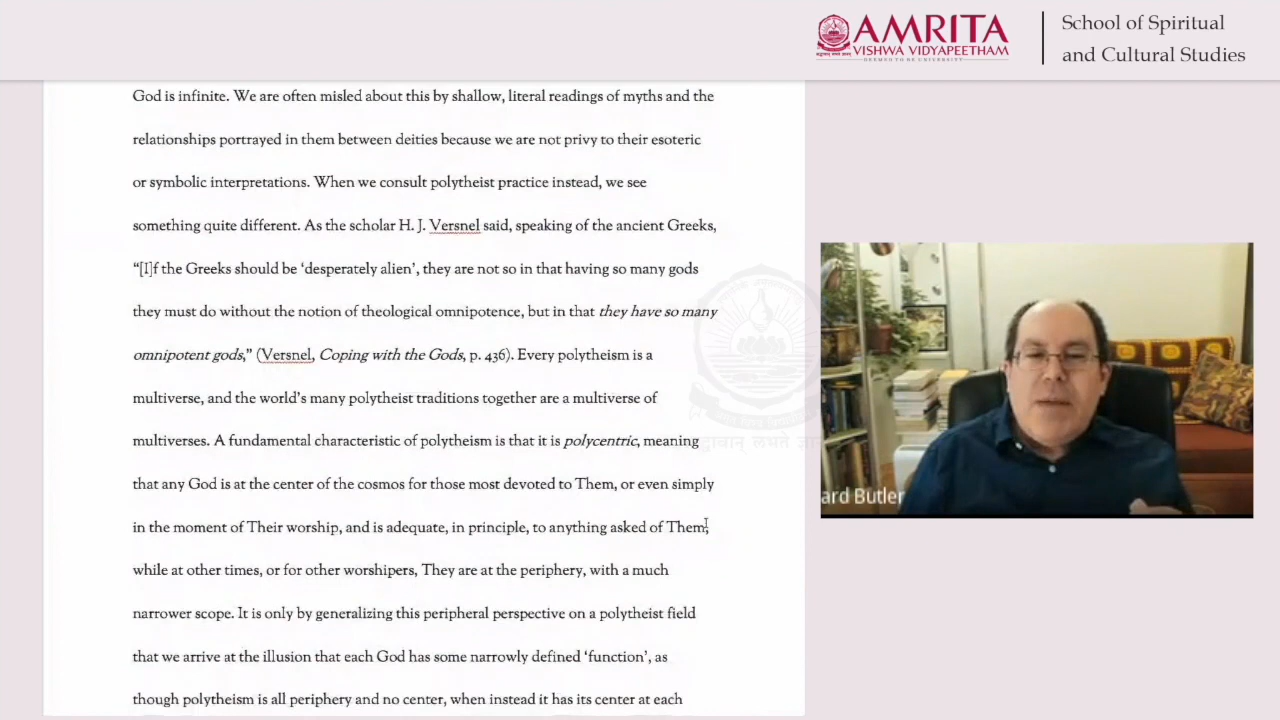 AMRITA
VISHWA VIDYAPEETHAM
DEEMED TO BE UNIVERSITY
School of Spiritual
and Cultural Studies
God is infinite. We are often misled about this by shallow, literal readings of myths and the
relationships portrayed in them between deities because we are not privy to their esoteric
or symbolic interpretations. When we consult polytheist practice instead, we see
something quite different. As the scholar H. J. Versnel said, speaking of the ancient Greeks,
“[I]f the Greeks should be ‘desperately alien’, they are not so in that having so many gods
they must do without the notion of theological omnipotence, but in that they have so many
omnipotent gods,” (Versnel, Coping with the Gods, p. 436). Every polytheism is a
multiverse, and the world’s many polytheist traditions together are a multiverse of
multiverses. A fundamental characteristic of polytheism is that it is polycentric, meaning
that any God is at the center of the cosmos for those most devoted to Them, or even simply
in the moment of Their worship, and is adequate, in principle, to anything asked of Them;
while at other times, or for other worshipers, They are at the periphery, with a much
narrower scope. It is only by generalizing this peripheral perspective on a polytheist field
that we arrive at the illusion that each God has some narrowly defined ‘function’, as
though polytheism is all periphery and no center, when instead it has its center at each
ard Butler